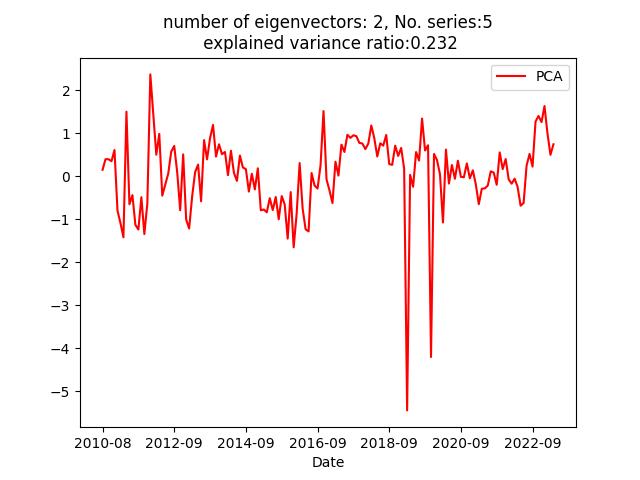 number of eigenvectors: 2, No. series:5
explained variance ratio:0.232
PCA
2
1
0
−1
−2
−3
−4
−5
2010-08 2012-09 2014-09 2016-09 2018-09 2020-09 2022-09
Date